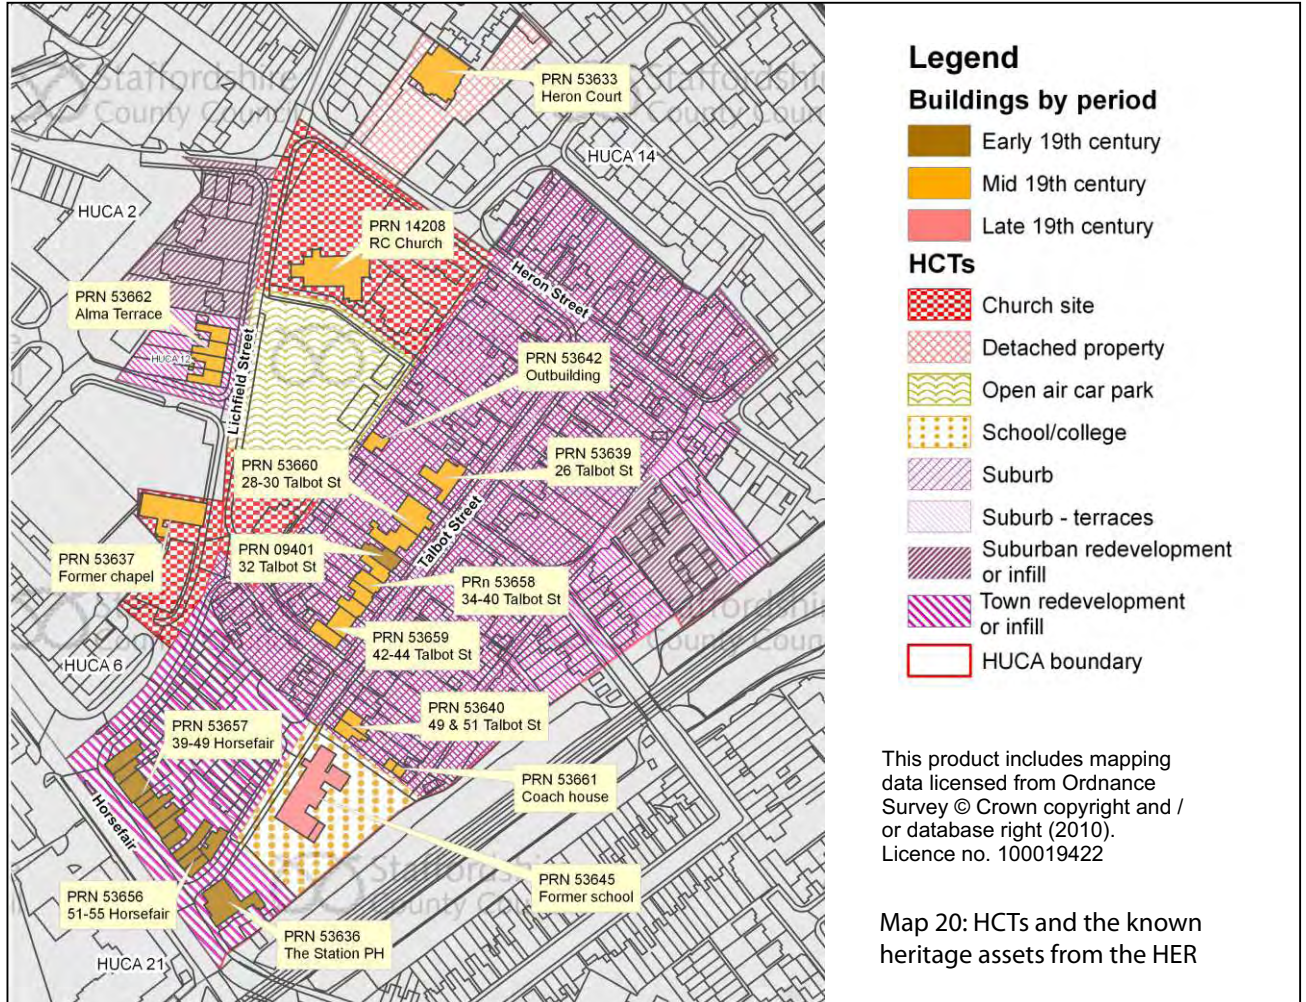 Staffordshire
County Council
PRN 53633
Heron Court
Staffordshi
County Coun
HUCA 14
HUCA 2
PRN 14208
RC Church
Heron Street
PRN 53662
Alma Terrace
HUCA 12
Lichfield Street
PRN 53642
Outbuilding
PRN 53639
26 Talbot St
PRN 53660
28-30 Talbot St
Talbot Street
PRN 09401
32 Talbot St
PRN 53637
Former chapel
PRn 53658
34-40 Talbot St
PRN 53659
42-44 Talbot St
HUCA 6
PRN 53657
39-49 Horsefair
PRN 53640
49 & 51 Talbot St
PRN 53661
Coach house
Horsefair
PRN 53645
Former school
PRN 53656
51-55 Horsefair
PRN 53636
The Station PH
HUCA 21
Legend
Buildings by period
Early 19th century
Mid 19th century
Late 19th century
HCTs
Church site
Detached property
Open air car park
School/college
Suburb
Suburb - terraces
Suburban redevelopment
or infill
Town redevelopment
or infill
HUCA boundary
This product includes mapping
data licensed from Ordnance
Survey © Crown copyright and /
or database right (2010).
Licence no. 100019422
Map 20: HCTs and the known
heritage assets from the HER